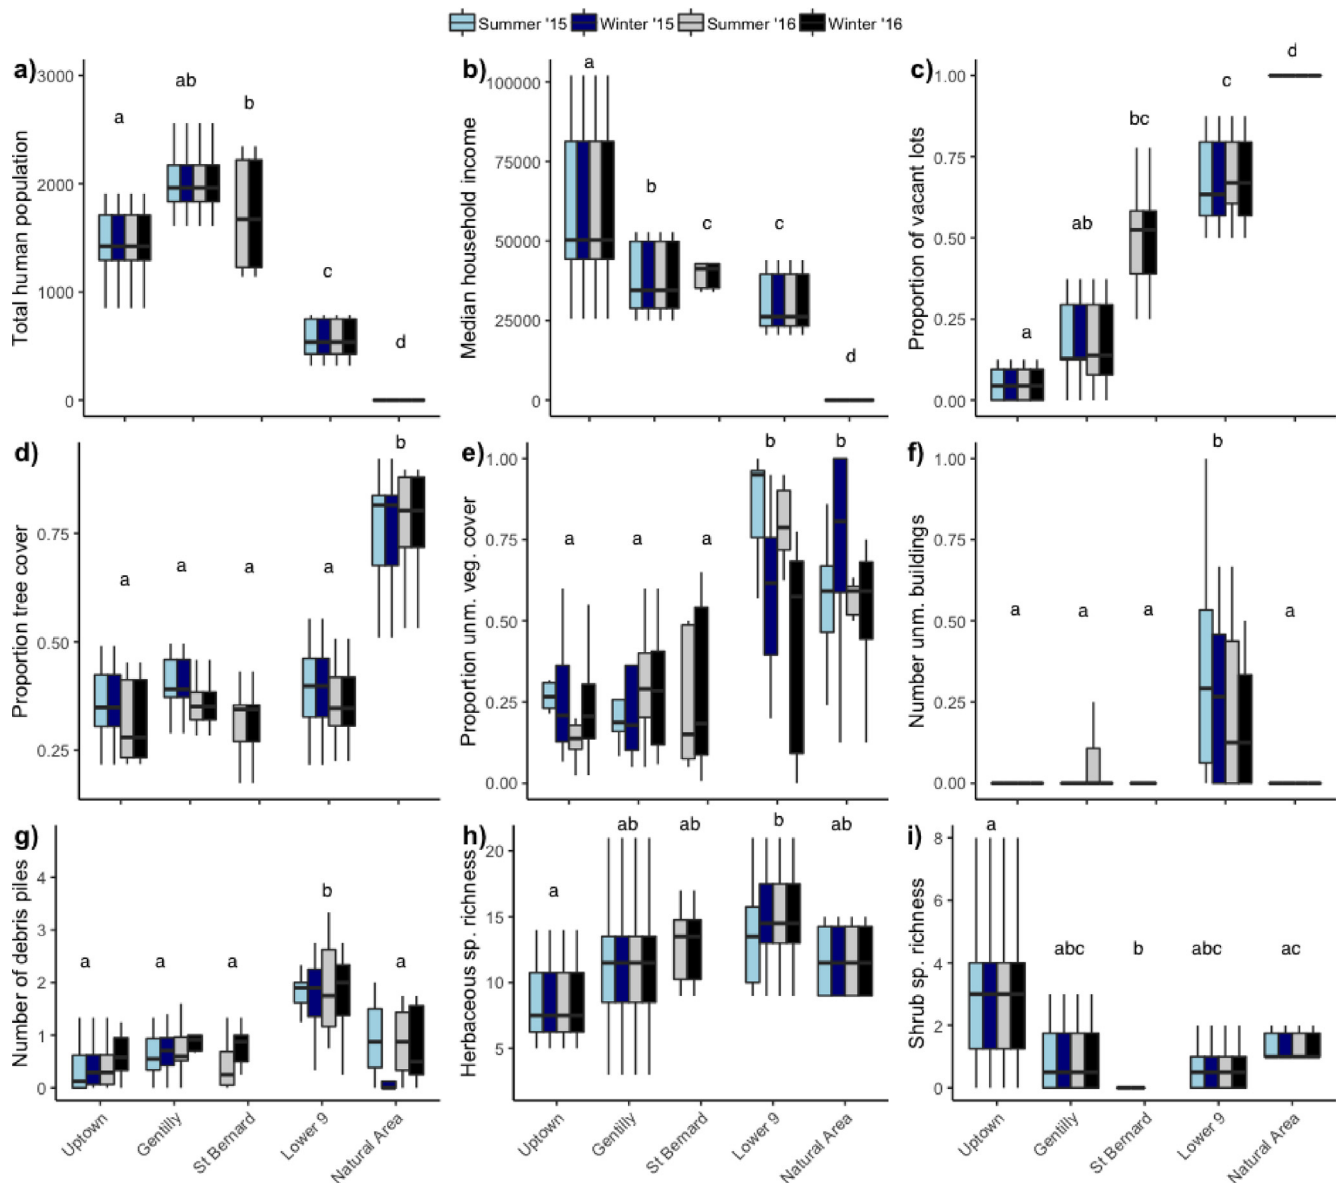 Summer '15 Winter '15 Summer '16 Winter '16
a)
Total human population
3000
2000
1000
0
a
ab
b
c
d
b)
Median household income
100000
75000
50000
25000
0
a
b
c
c
d
c)
Proportion of vacant lots
1.00
0.75
0.50
0.25
0.00
a
ab
bc
c
d
d)
Proportion tree cover
0.75
0.50
0.25
a
a
a
a
b
e)
Proportion unm. veg. cover
1.00
0.75
0.50
0.25
0.00
a
a
a
b
b
f)
Number unm. buildings
1.00
0.75
0.50
0.25
0.00
a
a
a
b
a
g)
Number of debris piles
4
3
2
1
0
a
a
a
b
a
Uptown
Gentilly
St Bernard
Lower 9
Natural Area
h)
Herbaceous sp. richness
20
15
10
5
a
ab
ab
b
ab
Uptown
Gentilly
St Bernard
Lower 9
Natural Area
i)
Shrub sp. richness
8
6
4
2
0
a
abc
b
abc
ac
Uptown
Gentilly
St Bernard
Lower 9
Natural Area